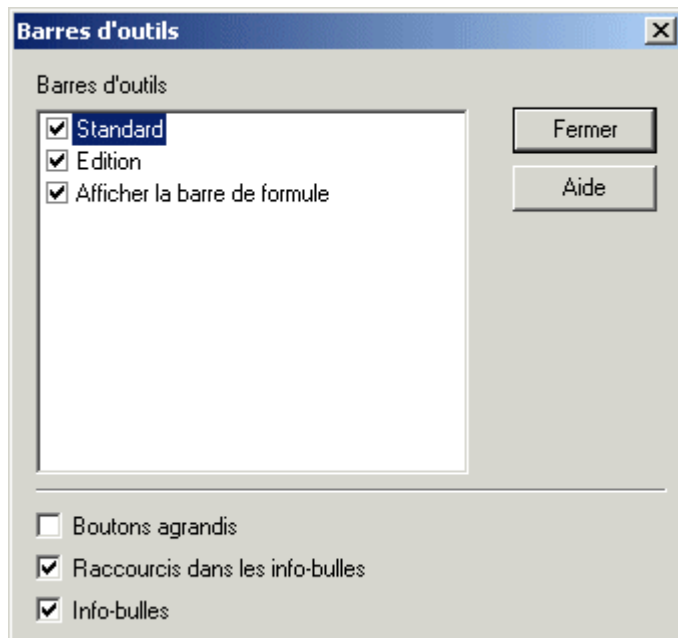 Barres d'outils
Barres d'outils
Standard
Edition
Afficher la barre de formule
Fermer
Aide
Boutons agrandis
Raccourcis dans les info-bulles
Info-bulles